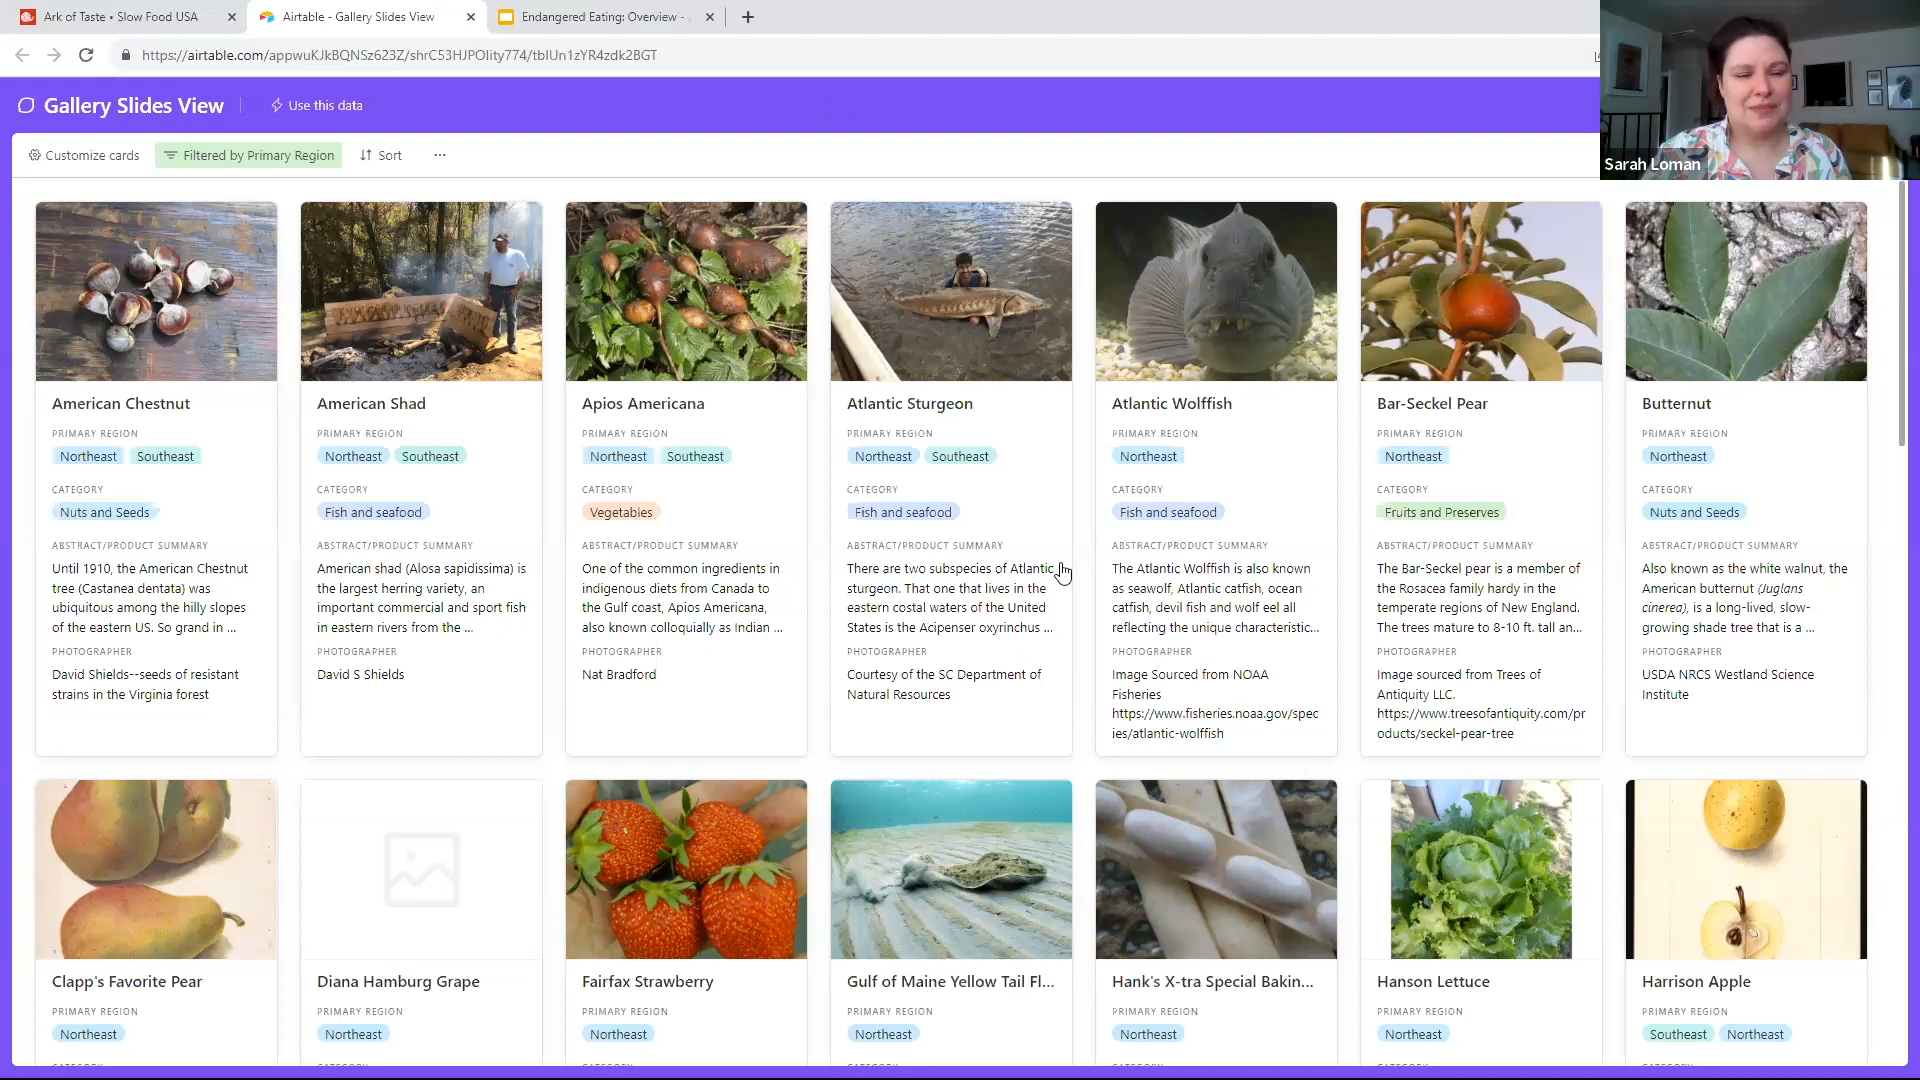 Ark of Taste • Slow Food USA
Airtable - Gallery Slides View
Endangered Eating: Overview -
https://airtable.com/appwuKJkBQNSz623Z/shrC53HJPOIity774/tblUn1zYR4zdk2BGT
Gallery Slides View
Use this data
Customize cards
Filtered by Primary Region
Sort
Sarah Loman
American Chestnut
PRIMARY REGION
Northeast Southeast
CATEGORY
Nuts and Seeds
ABSTRACT/PRODUCT SUMMARY
Until 1910, the American Chestnut
tree (Castanea dentata) was
ubiquitous among the hilly slopes
of the eastern US. So grand in ...
PHOTOGRAPHER
David Shields--seeds of resistant
strains in the Virginia forest
American Shad
PRIMARY REGION
Northeast Southeast
CATEGORY
Fish and seafood
ABSTRACT/PRODUCT SUMMARY
American shad (Alosa sapidissima) is
the largest herring variety, an
important commercial and sport fish
in eastern rivers from the ...
PHOTOGRAPHER
David S Shields
Apios Americana
PRIMARY REGION
Northeast Southeast
CATEGORY
Vegetables
ABSTRACT/PRODUCT SUMMARY
One of the common ingredients in
indigenous diets from Canada to
the Gulf coast, Apios Americana,
also known colloquially as Indian ...
PHOTOGRAPHER
Nat Bradford
Atlantic Sturgeon
PRIMARY REGION
Northeast Southeast
CATEGORY
Fish and seafood
ABSTRACT/PRODUCT SUMMARY
There are two subspecies of Atlantic
sturgeon. That one that lives in the
eastern costal waters of the United
States is the Acipenser oxyrinchus ...
PHOTOGRAPHER
Courtesy of the SC Department of
Natural Resources
Atlantic Wolffish
PRIMARY REGION
Northeast
CATEGORY
Fish and seafood
ABSTRACT/PRODUCT SUMMARY
The Atlantic Wolffish is also known
as seawolf, Atlantic catfish, ocean
catfish, devil fish and wolf eel all
reflecting the unique characteristic...
PHOTOGRAPHER
Image Sourced from NOAA
Fisheries
https://www.fisheries.noaa.gov/spec
ies/atlantic-wolffish
Bar-Seckel Pear
PRIMARY REGION
Northeast
CATEGORY
Fruits and Preserves
ABSTRACT/PRODUCT SUMMARY
The Bar-Seckel pear is a member of
the Rosacea family hardy in the
temperate regions of New England.
The trees mature to 8-10 ft. tall an...
PHOTOGRAPHER
Image sourced from Trees of
Antiquity LLC.
https://www.treesofantiquity.com/pr
oducts/seckel-pear-tree
Butternut
PRIMARY REGION
Northeast
CATEGORY
Nuts and Seeds
ABSTRACT/PRODUCT SUMMARY
Also known as the white walnut, the
American butternut (Juglans
cinerea), is a long-lived, slow-
growing shade tree that is a ...
PHOTOGRAPHER
USDA NRCS Westland Science
Institute
Clapp's Favorite Pear
PRIMARY REGION
Northeast
Diana Hamburg Grape
PRIMARY REGION
Northeast
Fairfax Strawberry
PRIMARY REGION
Northeast
Gulf of Maine Yellow Tail Fl...
PRIMARY REGION
Northeast
Hank's X-tra Special Bakin...
PRIMARY REGION
Northeast
Hanson Lettuce
PRIMARY REGION
Northeast
Harrison Apple
PRIMARY REGION
Southeast Northeast